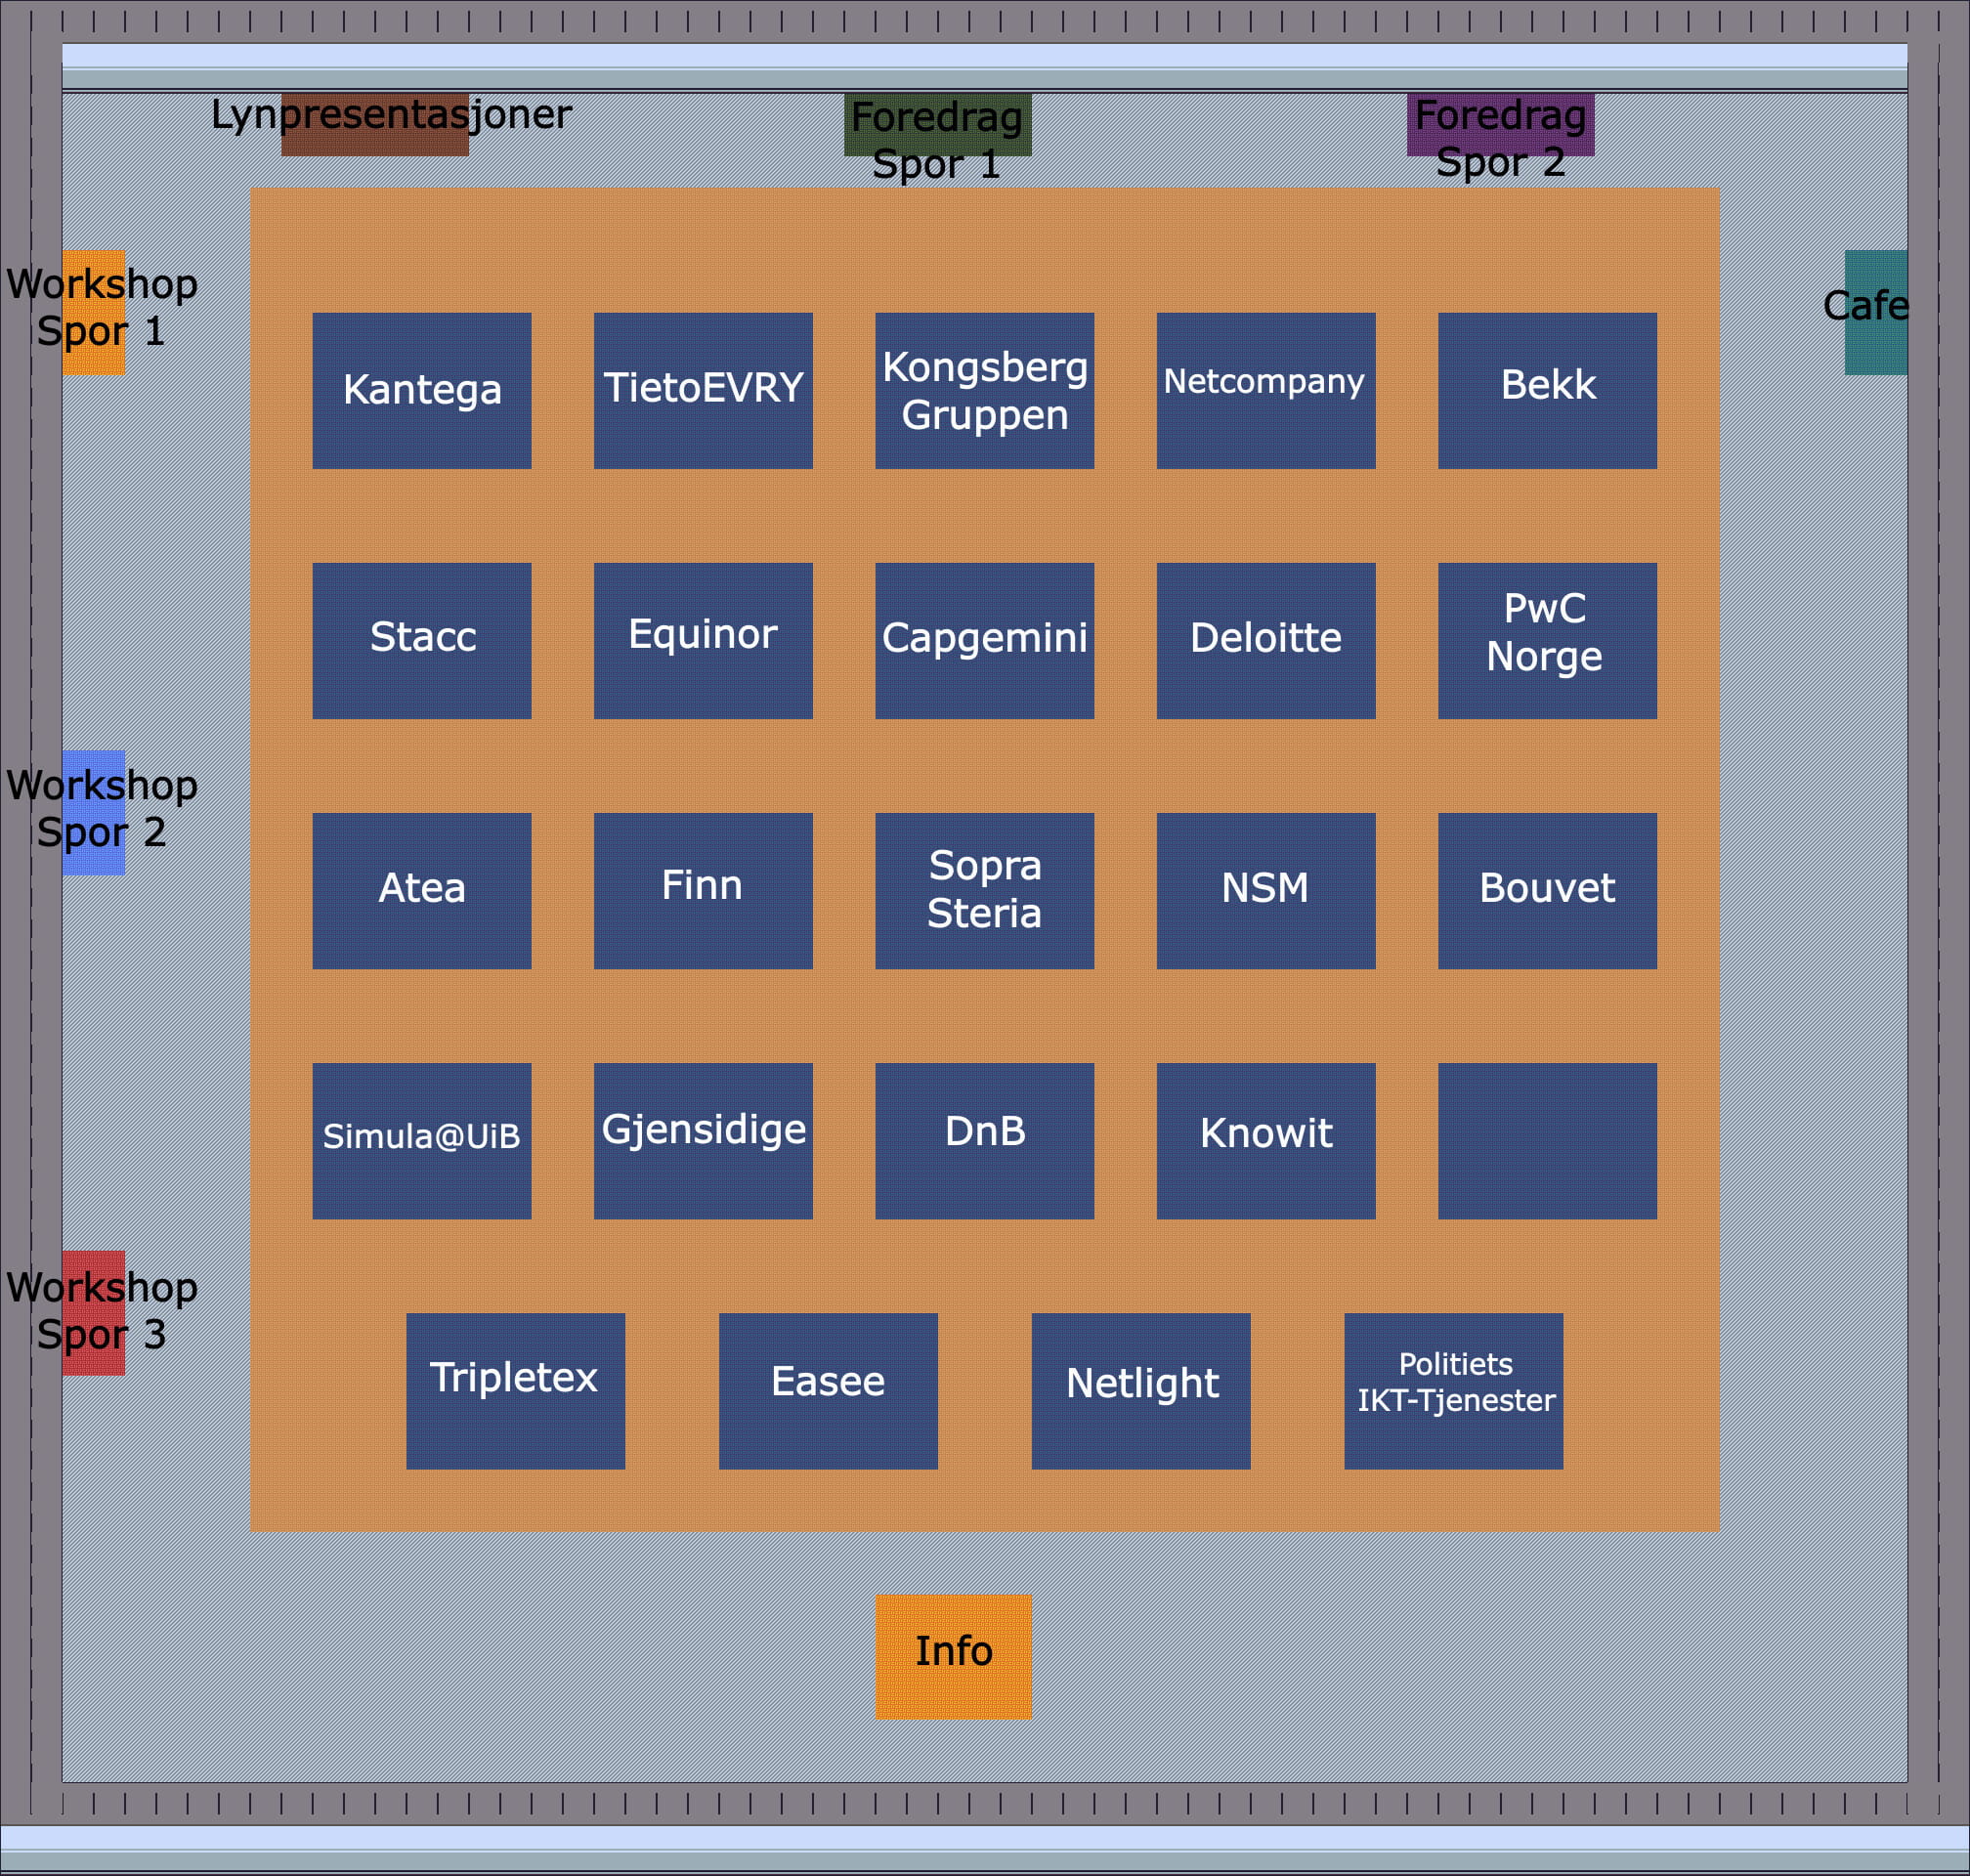 Lynpresentasjoner
Foredrag
Spor 1
Foredrag
Spor 2
Workshop
Spor 1
Cafe
Kantega
TietoEVRY
Kongsberg
Gruppen
Netcompany
Bekk
Stacc
Equinor
Capgemini
Deloitte
PwC
Norge
Workshop
Spor 2
Atea
Finn
Sopra
Steria
NSM
Bouvet
Simula@UiB
Gjensidige
DnB
Knowit
Workshop
Spor 3
Tripletex
Easee
Netlight
Politiets
IKT-Tjenester
Info